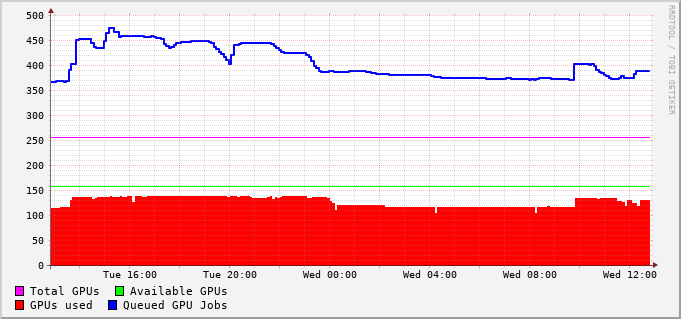 500
450
400
350
300
250
200
150
100
50
0
Tue 16:00 Tue 20:00 Wed 00:00 Wed 04:00 Wed 08:00 Wed 12:00
Total GPUs Available GPUs
GPUs used Queued GPU Jobs
RRDTOOL / TOBI OETIKER